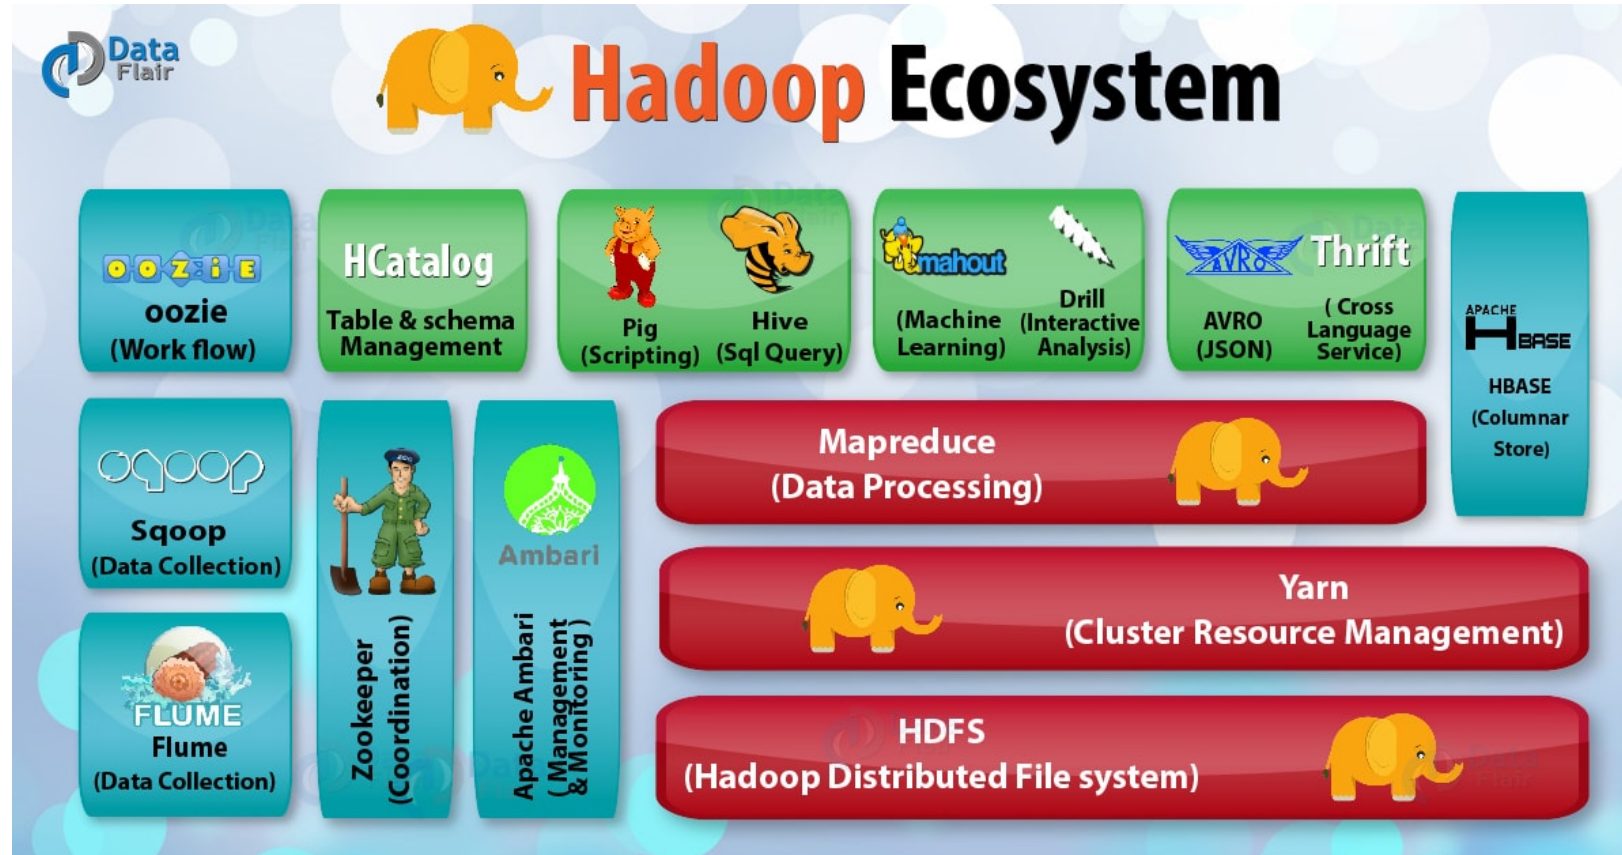 Data
Flair
Hadoop Ecosystem
OOZiE
oozie
(Work flow)
HCatalog
Table & schema
Management
Pig
(Scripting)
Hive
(Sql Query)
mahout
(Machine
Learning)
Drill
(Interactive
Analysis)
AVRO
AVRO
(JSON)
Thrift
( Cross
Language
Service)
APACHE
HBASE
HBASE
(Columnar
Store)
sqoop
Sqoop
(Data Collection)
FLUME
Flume
(Data Collection)
Zookeeper
(Coordination)
Ambari
Apache Ambari
( Management
& Monitoring )
Mapreduce
(Data Processing)
Yarn
(Cluster Resource Management)
HDFS
(Hadoop Distributed File system)